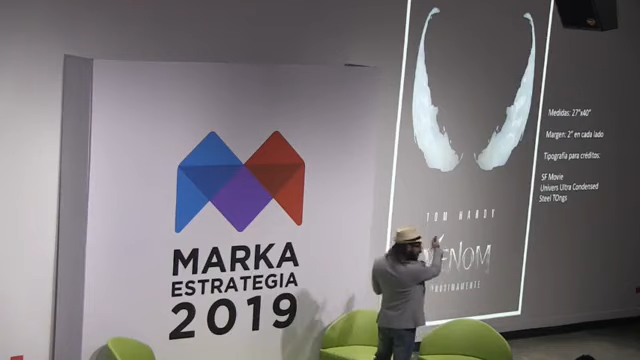 MARKA
ESTRATEGIA
2019
TOM HARDY
VENOM
PRÓXIMAMENTE
Medidas: 27"x40"
Margen: 2" en cada lado
Tipografía para créditos:
SF Movie
Univers Ultra Condensed
Steel TOngs